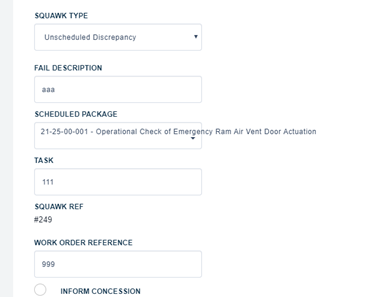 SQUAWK TYPE
Unscheduled Discrepancy
FAIL DESCRIPTION
aaa
SCHEDULED PACKAGE
21-25-00-001 - Operational Check of Emergency Ram Air Vent Door Actuation
TASK
111
SQUAWK REF
#249
WORK ORDER REFERENCE
999
INFORM CONCESSION